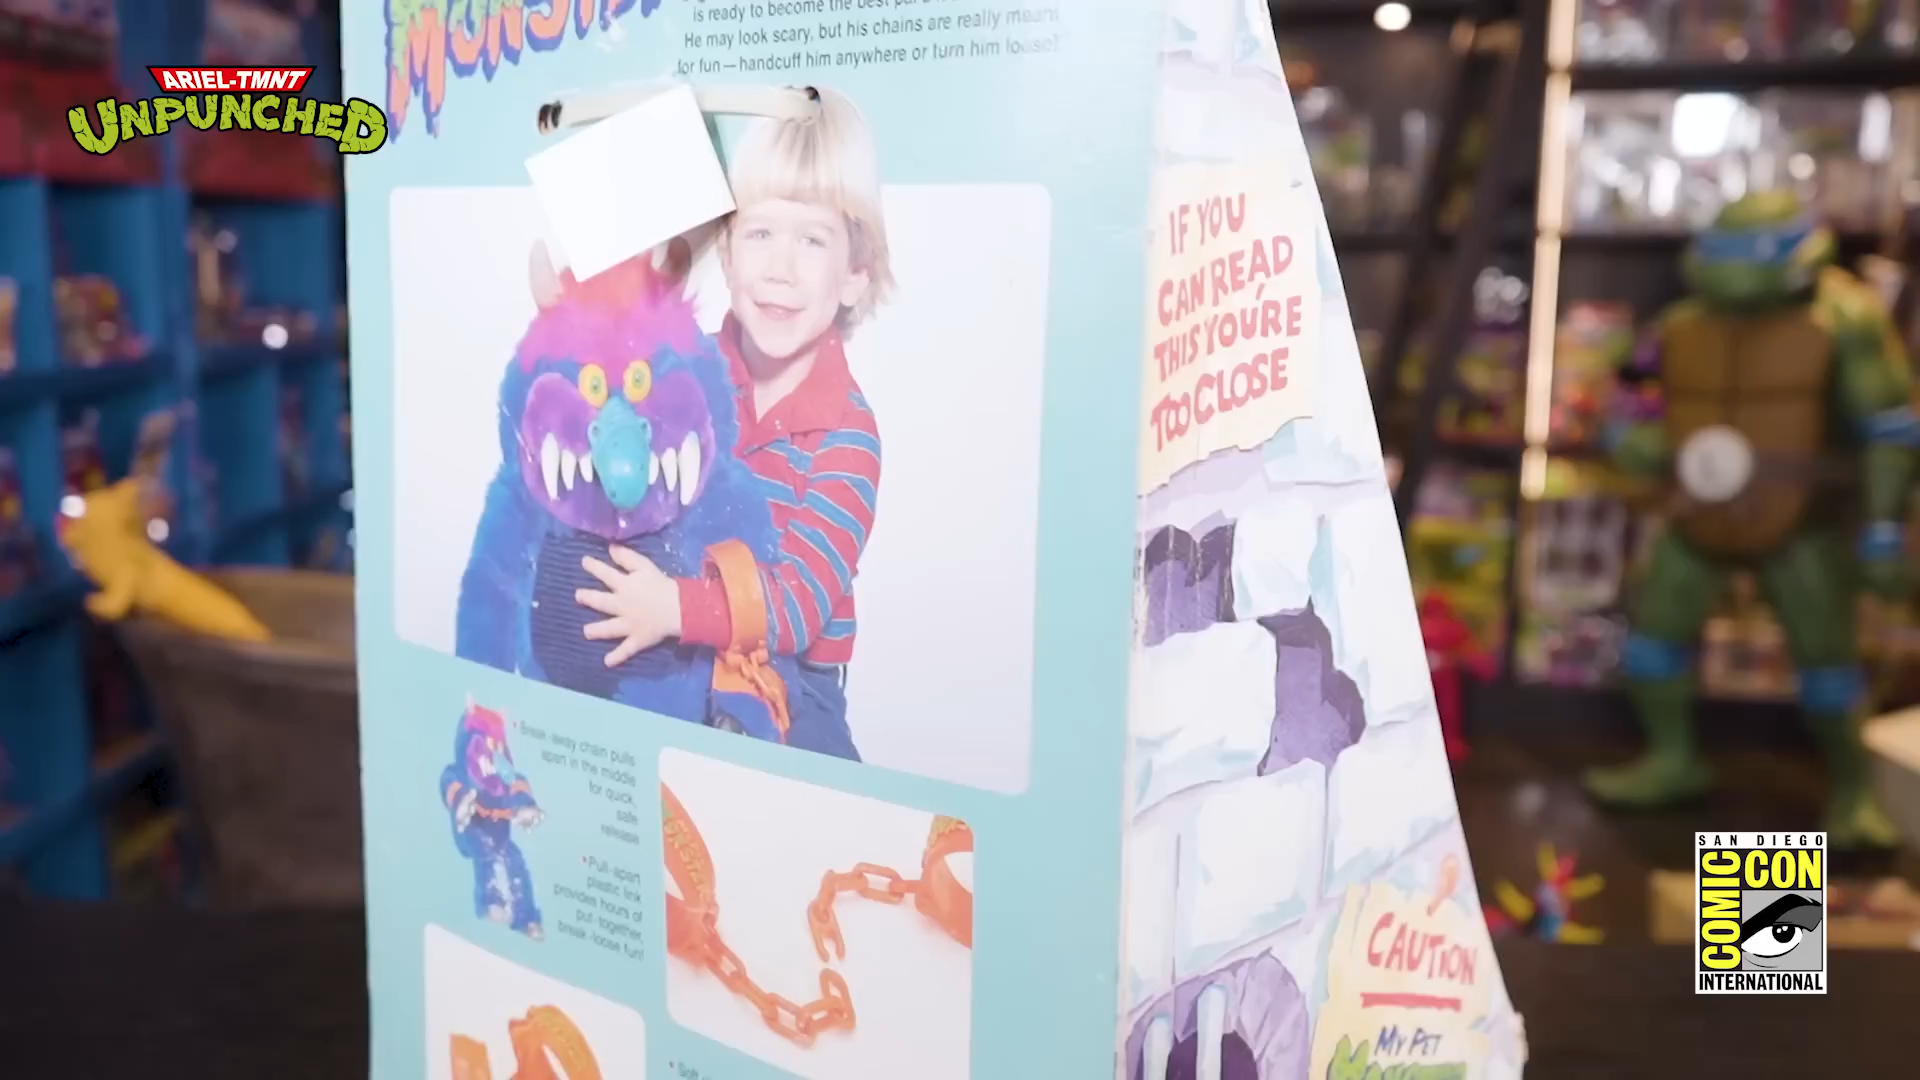 MONSTER
is ready to become the best
He may look scary, but his chains are really meant
for fun—handcuff him anywhere or turn him loose!
ARIEL-TMNT
UNPUNCHED
IF YOU
CAN READ
THIS YOU'RE
TOO CLOSE
• Break-away chain pulls
apart in the middle
for quick,
safe
release
• Pull-apart
plastic link
provides hours of
put-together,
break-loose fun!
• Soft
CAUTION
MY PET
MONSTER
SAN DIEGO
COMIC CON
INTERNATIONAL